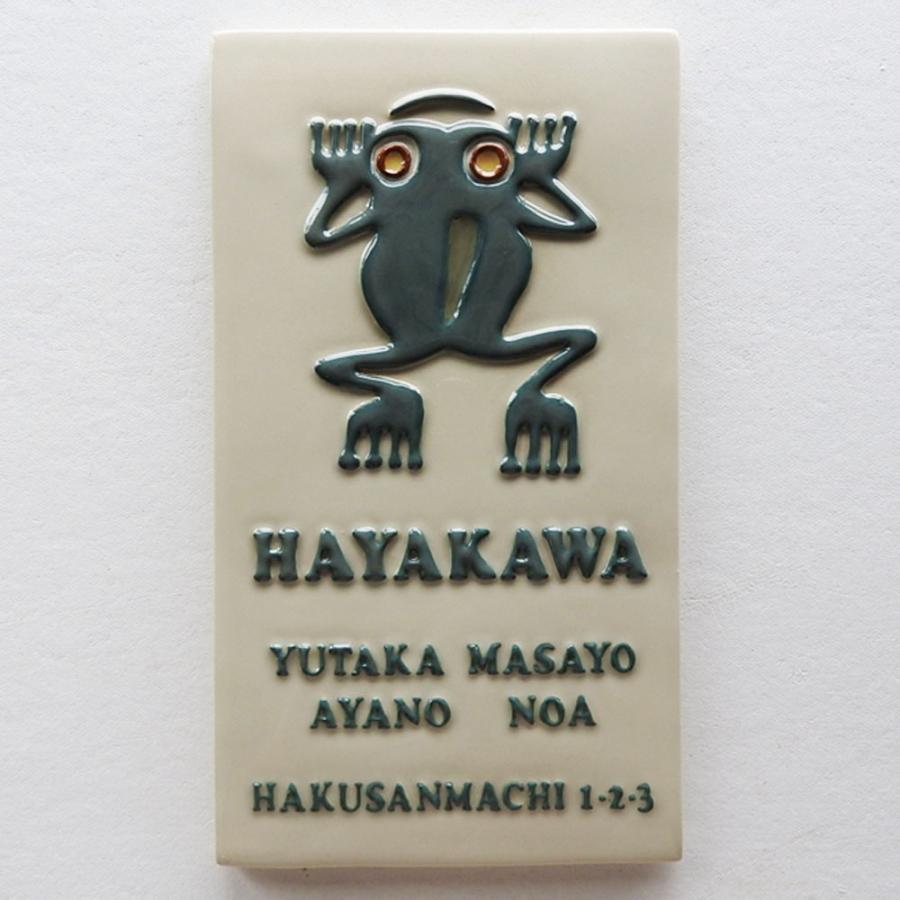 HAYAKAWA
YUTAKA MASAYO
AYANO NOA
HAKUSANMACHI 1-2-3